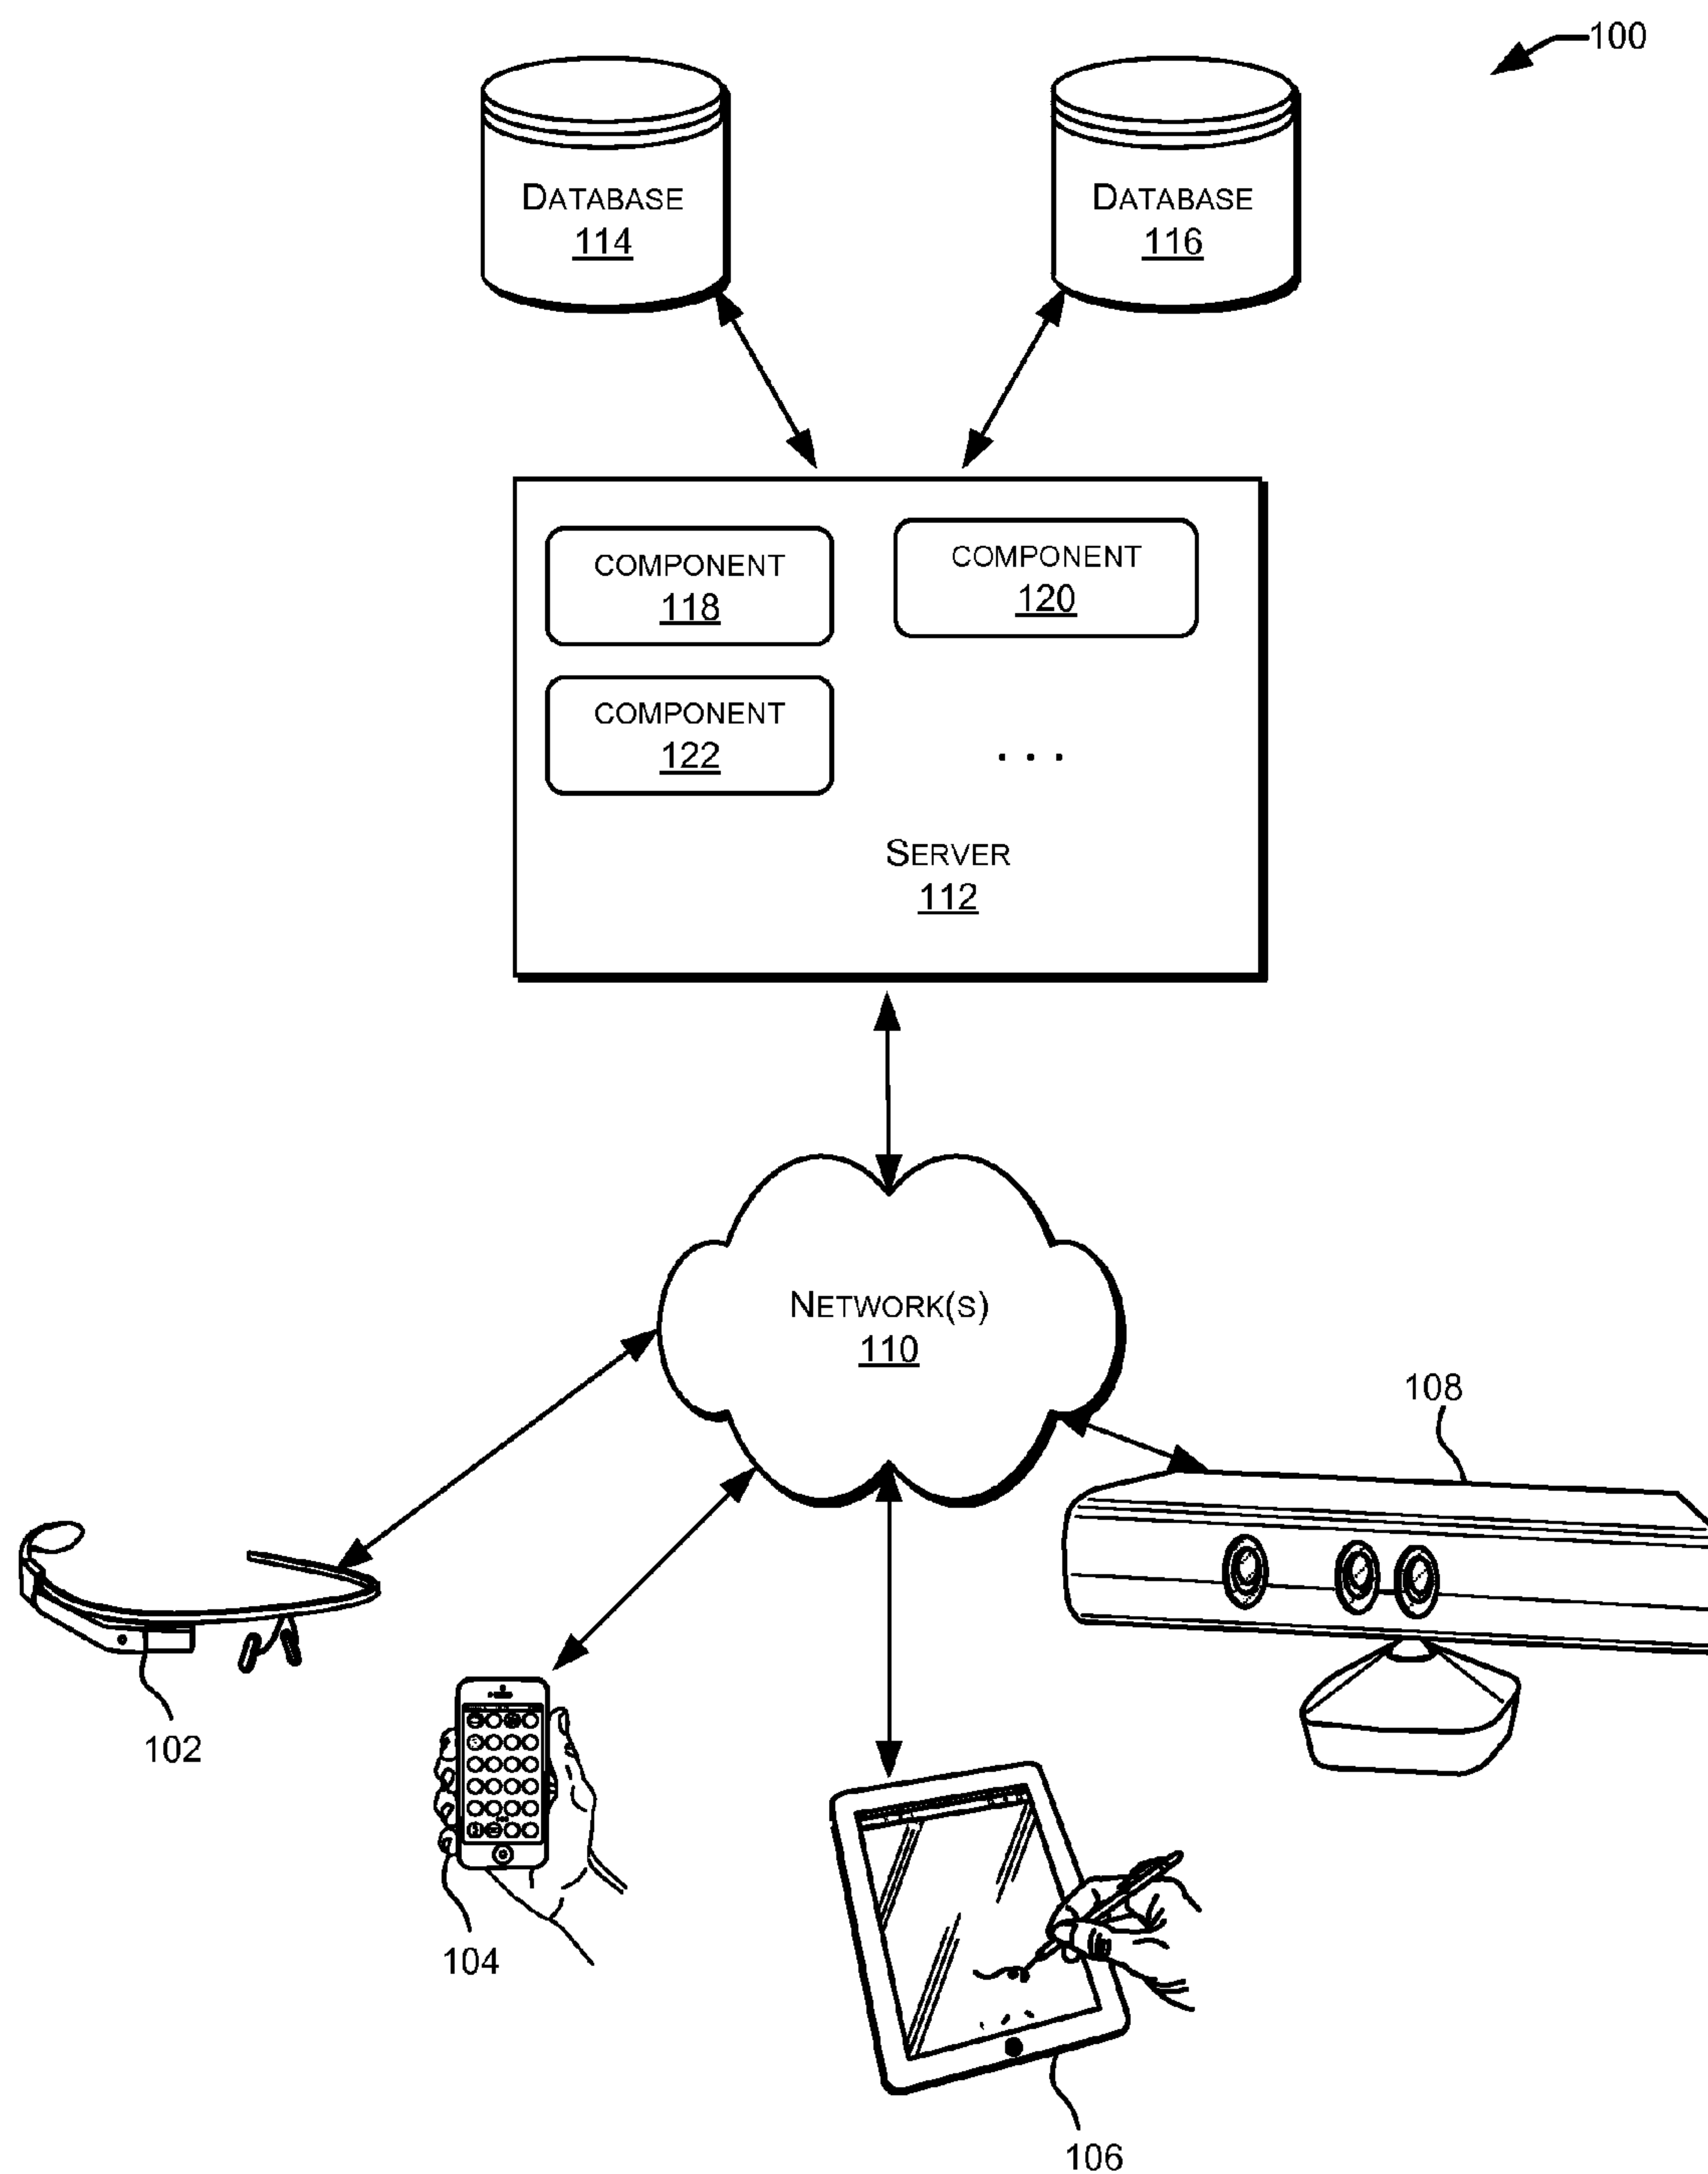 100
DATABASE
114
DATABASE
116
COMPONENT
118
COMPONENT
120
COMPONENT
122
. . .
SERVER
112
NETWORK(S)
110
108
102
104
106